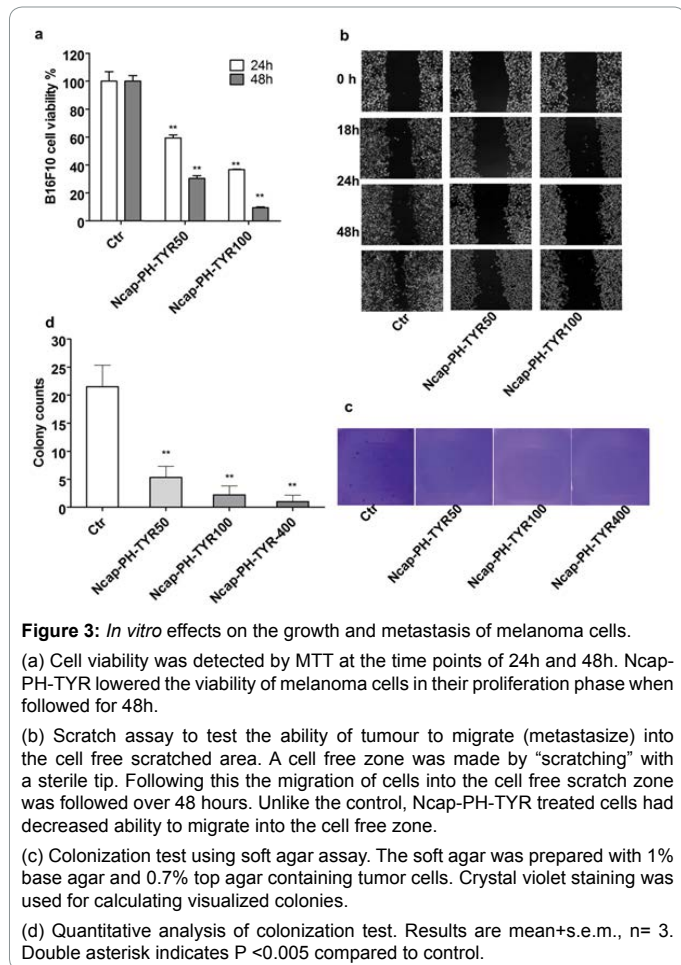 a
120
100
80
60
40
20
0
B16F10 cell viability %
24h
48h
**
**
**
**
Ctr
Ncap-PH-TYR50
Ncap-PH-TYR100
b
0 h
18h
24h
48h
Ctr
Ncap-PH-TYR50
Ncap-PH-TYR100
d
30
25
20
15
10
5
0
Colony counts
**
**
**
Ctr
Ncap-PH-TYR50
Ncap-PH-TYR100
Ncap-PH-TYR-400
c
Ctr
Ncap-PH-TYR50
Ncap-PH-TYR100
Ncap-PH-TYR400
Figure 3: In vitro effects on the growth and metastasis of melanoma cells.
(a) Cell viability was detected by MTT at the time points of 24h and 48h. Ncap-
PH-TYR lowered the viability of melanoma cells in their proliferation phase when
followed for 48h.
(b) Scratch assay to test the ability of tumour to migrate (metastasize) into
the cell free scratched area. A cell free zone was made by “scratching” with
a sterile tip. Following this the migration of cells into the cell free scratch zone
was followed over 48 hours. Unlike the control, Ncap-PH-TYR treated cells had
decreased ability to migrate into the cell free zone.
(c) Colonization test using soft agar assay. The soft agar was prepared with 1%
base agar and 0.7% top agar containing tumor cells. Crystal violet staining was
used for calculating visualized colonies.
(d) Quantitative analysis of colonization test. Results are mean+s.e.m., n= 3.
Double asterisk indicates P <0.005 compared to control.